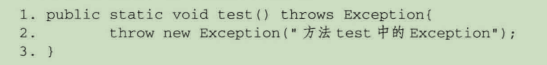 1. public static void test() throws Exception{
2.         throw new Exception("方法 test 中的 Exception");
3. }